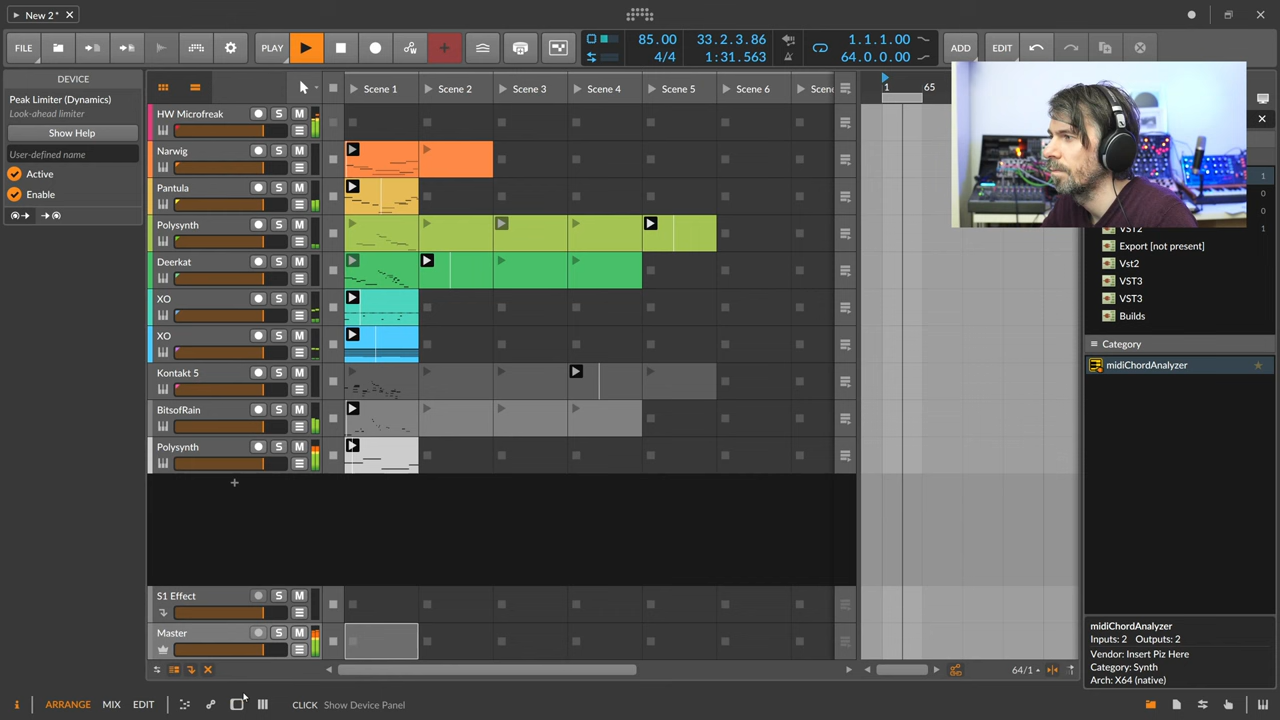 New 2*
FILE
PLAY
85.00
4/4
33.2.3.86
1:31.563
1.1.1.00
64.0.0.00
ADD
EDIT
DEVICE
Peak Limiter (Dynamics)
Look-ahead limiter
Show Help
User-defined name
Active
Enable
Scene 1
Scene 2
Scene 3
Scene 4
Scene 5
Scene 6
1
65
HW Microfreak
S M
Narwig
S M
Pantula
S M
Polysynth
S M
Deerkat
S M
XO
S M
XO
S M
Kontakt 5
S M
BitsofRain
S M
Polysynth
S M
S1 Effect
S M
Master
S M
64/1
1
0
0
1
VST2
Export [not present]
Vst2
VST3
VST3
Builds
Category
midiChordAnalyzer
midiChordAnalyzer
Inputs: 2 Outputs: 2
Vendor: Insert Piz Here
Category: Synth
Arch: X64 (native)
ARRANGE
MIX
EDIT
CLICK
Show Device Panel